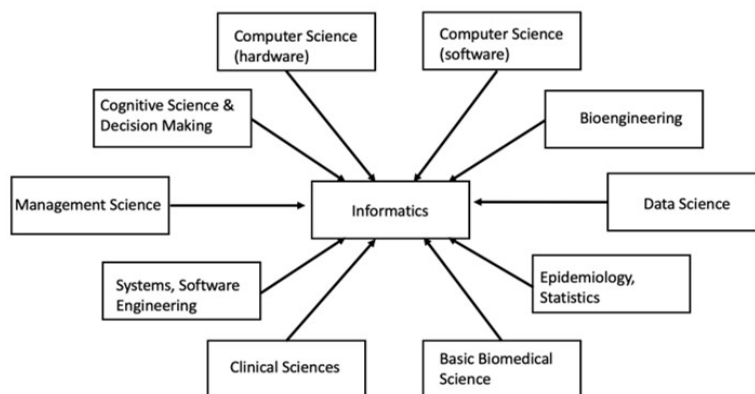 Computer Science
(hardware)
Computer Science
(software)
Cognitive Science &
Decision Making
Bioengineering
Management Science
Informatics
Data Science
Systems, Software
Engineering
Epidemiology,
Statistics
Clinical Sciences
Basic Biomedical
Science